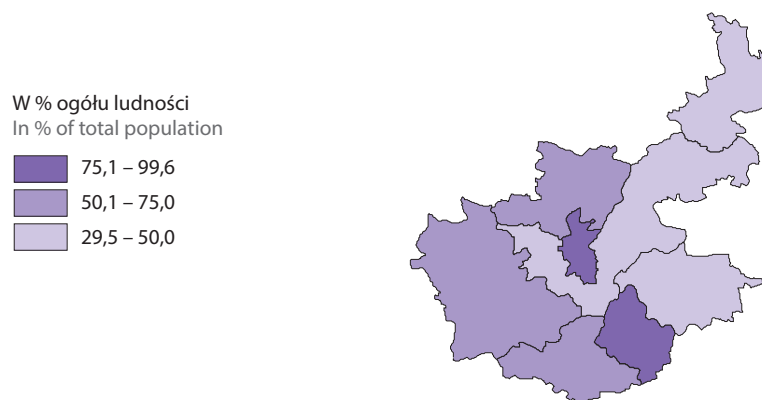 W % ogółu ludności
In % of total population
75,1 – 99,6
50,1 – 75,0
29,5 – 50,0